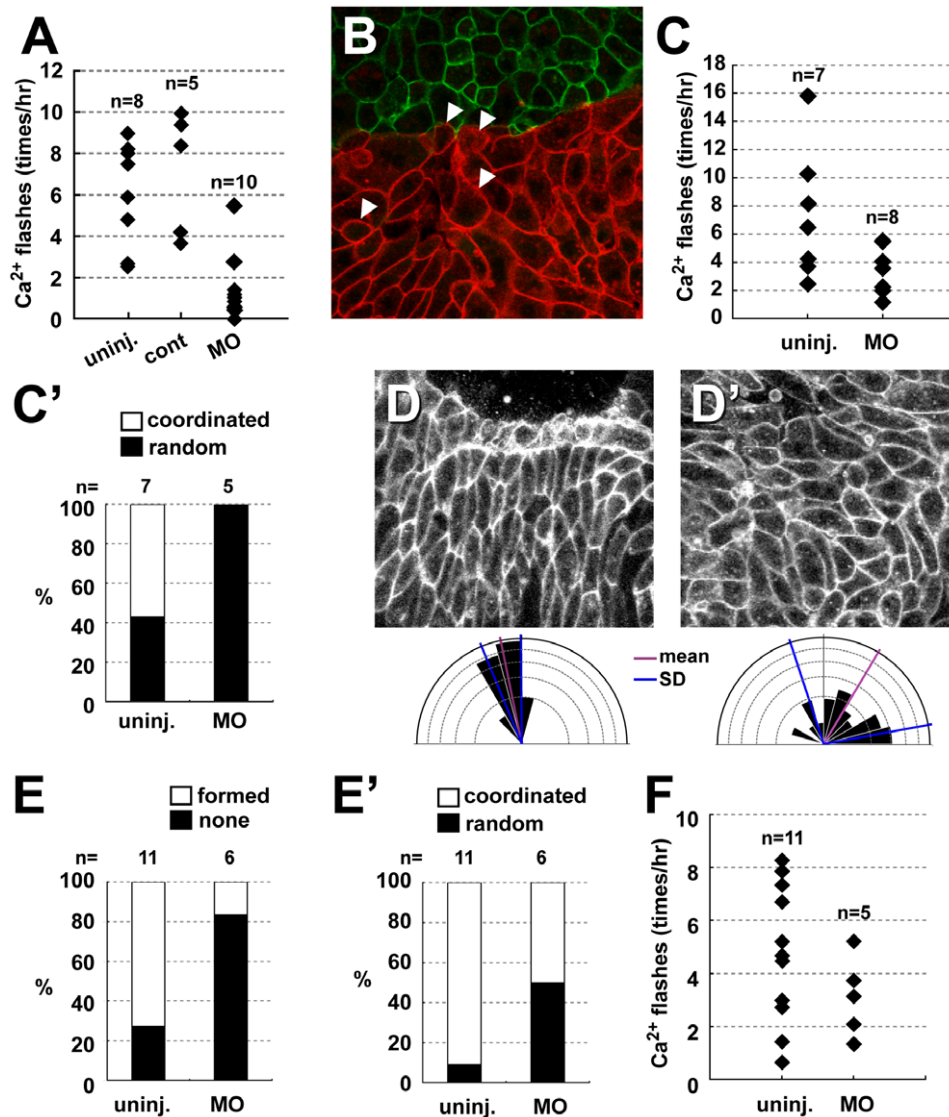 A
Ca2+ flashes (times/hr)
12
10
8
6
4
2
0
n=8
n=5
n=10
uninj.
cont
MO
B
C
Ca2+ flashes (times/hr)
18
16
14
12
10
8
6
4
2
0
n=7
n=8
uninj.
MO
C'
coordinated
random
n= 7 5
100
80
60
40
20
0
%
uninj. MO
D
D'
mean
SD
E
formed
none
n= 11 6
100
80
60
40
20
0
%
uninj. MO
E'
coordinated
random
n= 11 6
100
80
60
40
20
0
%
uninj. MO
F
Ca2+ flashes (times/hr)
10
8
6
4
2
0
n=11
n=5
uninj. MO